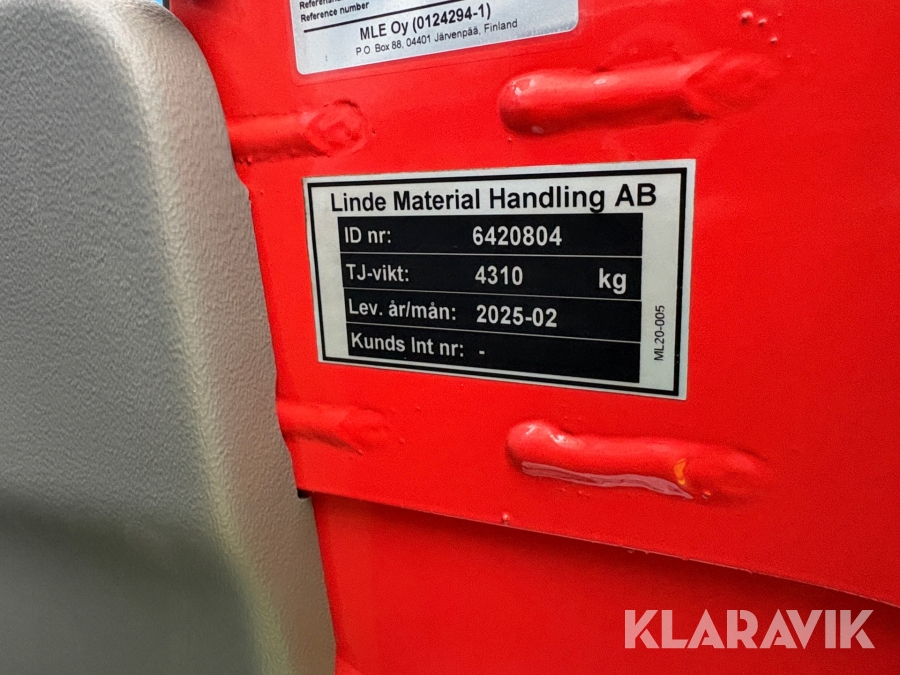 Reference number
MLE Oy (0124294-1)
P O Box 88, 04401 Järvenpää, Finland
Linde Material Handling AB
ID nr: 6420804
TJ-vikt: 4310 kg
Lev. år/mån: 2025-02
Kunds Int nr: -
ML20-005
KLARAVIK